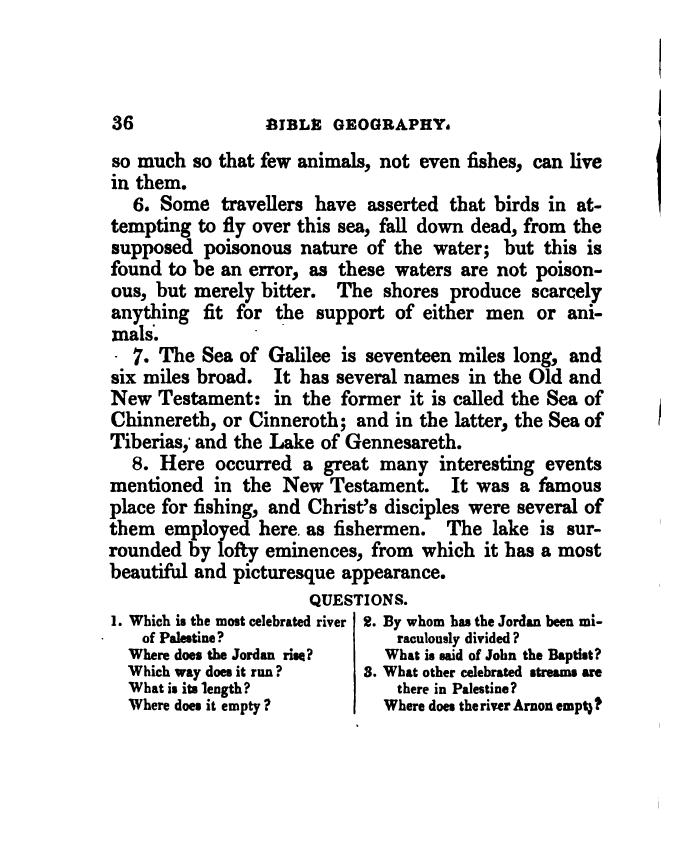 36 BIBLE GEOGRAPHY.
so much so that few animals, not even fishes, can live
in them.
6. Some travellers have asserted that birds in at-
tempting to fly over this sea, fall down dead, from the
supposed poisonous nature of the water; but this is
found to be an error, as these waters are not poison-
ous, but merely bitter. The shores produce scarcely
anything fit for the support of either men or ani-
mals.
7. The Sea of Galilee is seventeen miles long, and
six miles broad. It has several names in the Old and
New Testament: in the former it is called the Sea of
Chinnereth, or Cinneroth; and in the latter, the Sea of
Tiberias, and the Lake of Gennesareth.
8. Here occurred a great many interesting events
mentioned in the New Testament. It was a famous
place for fishing, and Christ's disciples were several of
them employed here as fishermen. The lake is sur-
rounded by lofty eminences, from which it has a most
beautiful and picturesque appearance.
QUESTIONS.
1. Which is the most celebrated river
of Palestine?
Where does the Jordan rise?
Which way does it run?
What is its length?
Where does it empty?
2. By whom has the Jordan been mi-
raculously divided?
What is said of John the Baptist?
3. What other celebrated streams are
there in Palestine?
Where does the river Arnon empty?